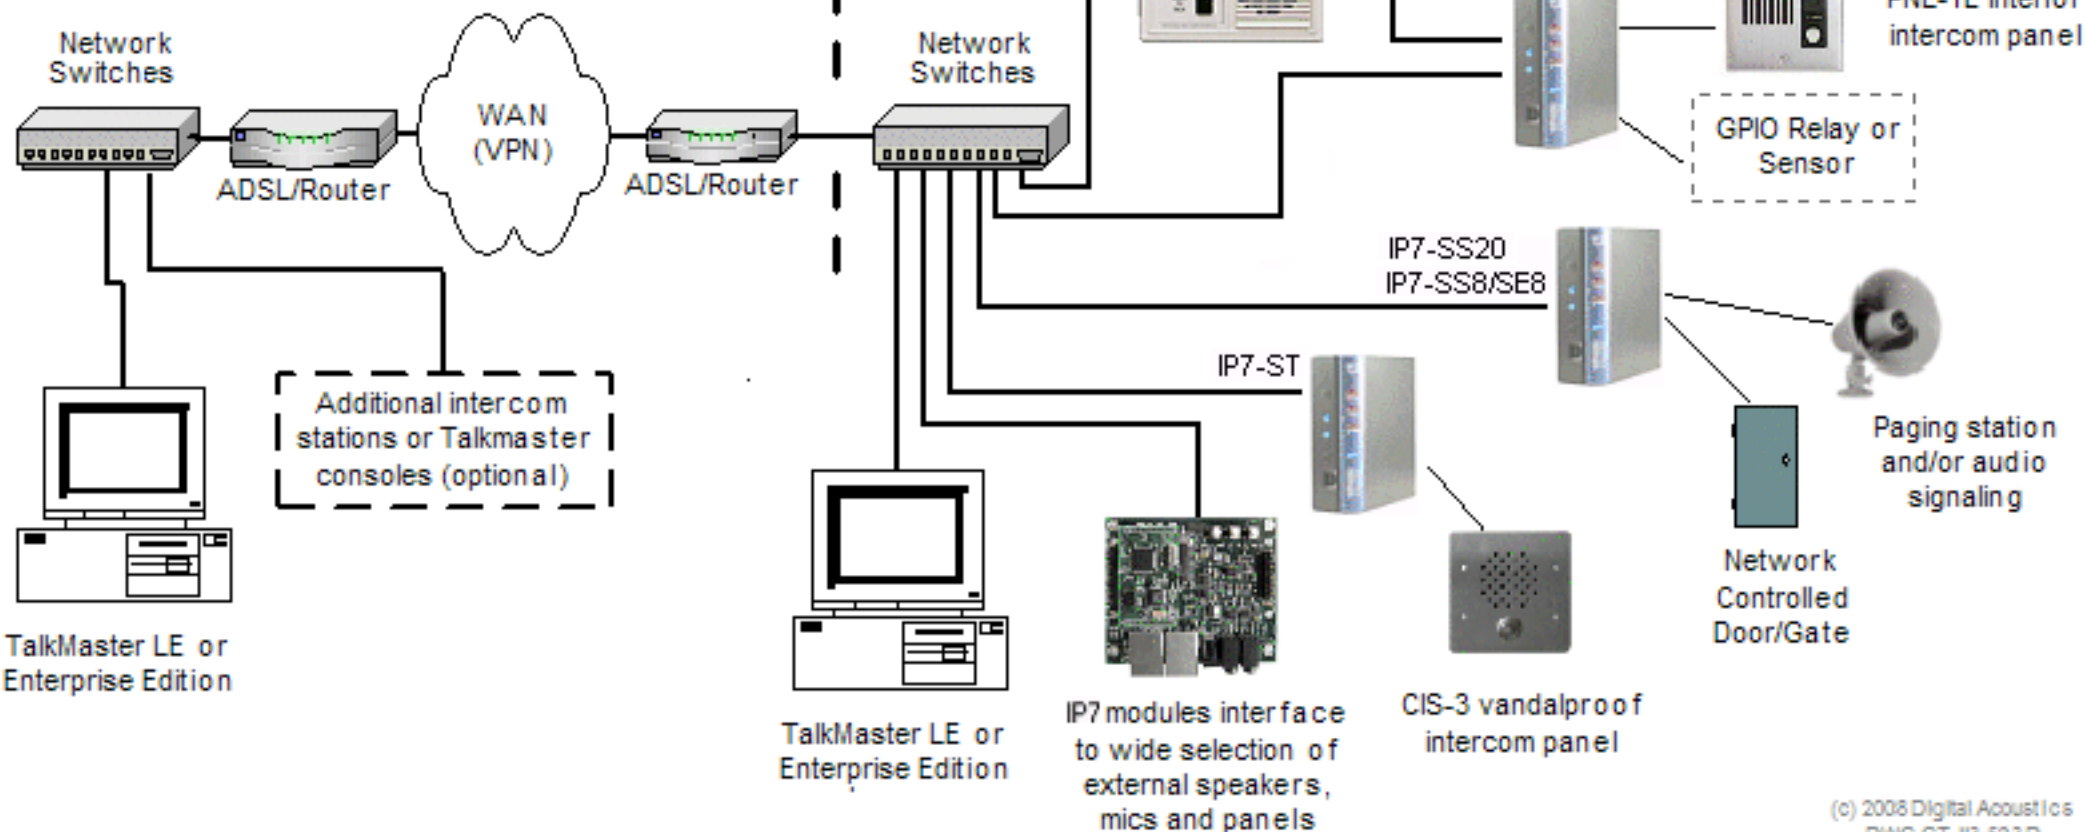 PNL-TL interior
intercom panel
Network
Switches
Network
Switches
WAN
(VPN)
ADSL/Router
ADSL/Router
GPIO Relay or
Sensor
IP7-SS20
IP7-SS8/SE8
IP7-ST
Additional intercom
stations or Talkmaster
consoles (optional)
Paging station
and/or audio
signaling
Network
Controlled
Door/Gate
TalkMaster LE or
Enterprise Edition
TalkMaster LE or
Enterprise Edition
IP7 modules interface
to wide selection of
external speakers,
mics and panels
CIS-3 vandalproof
intercom panel
(c) 2008 Digital Acoustics